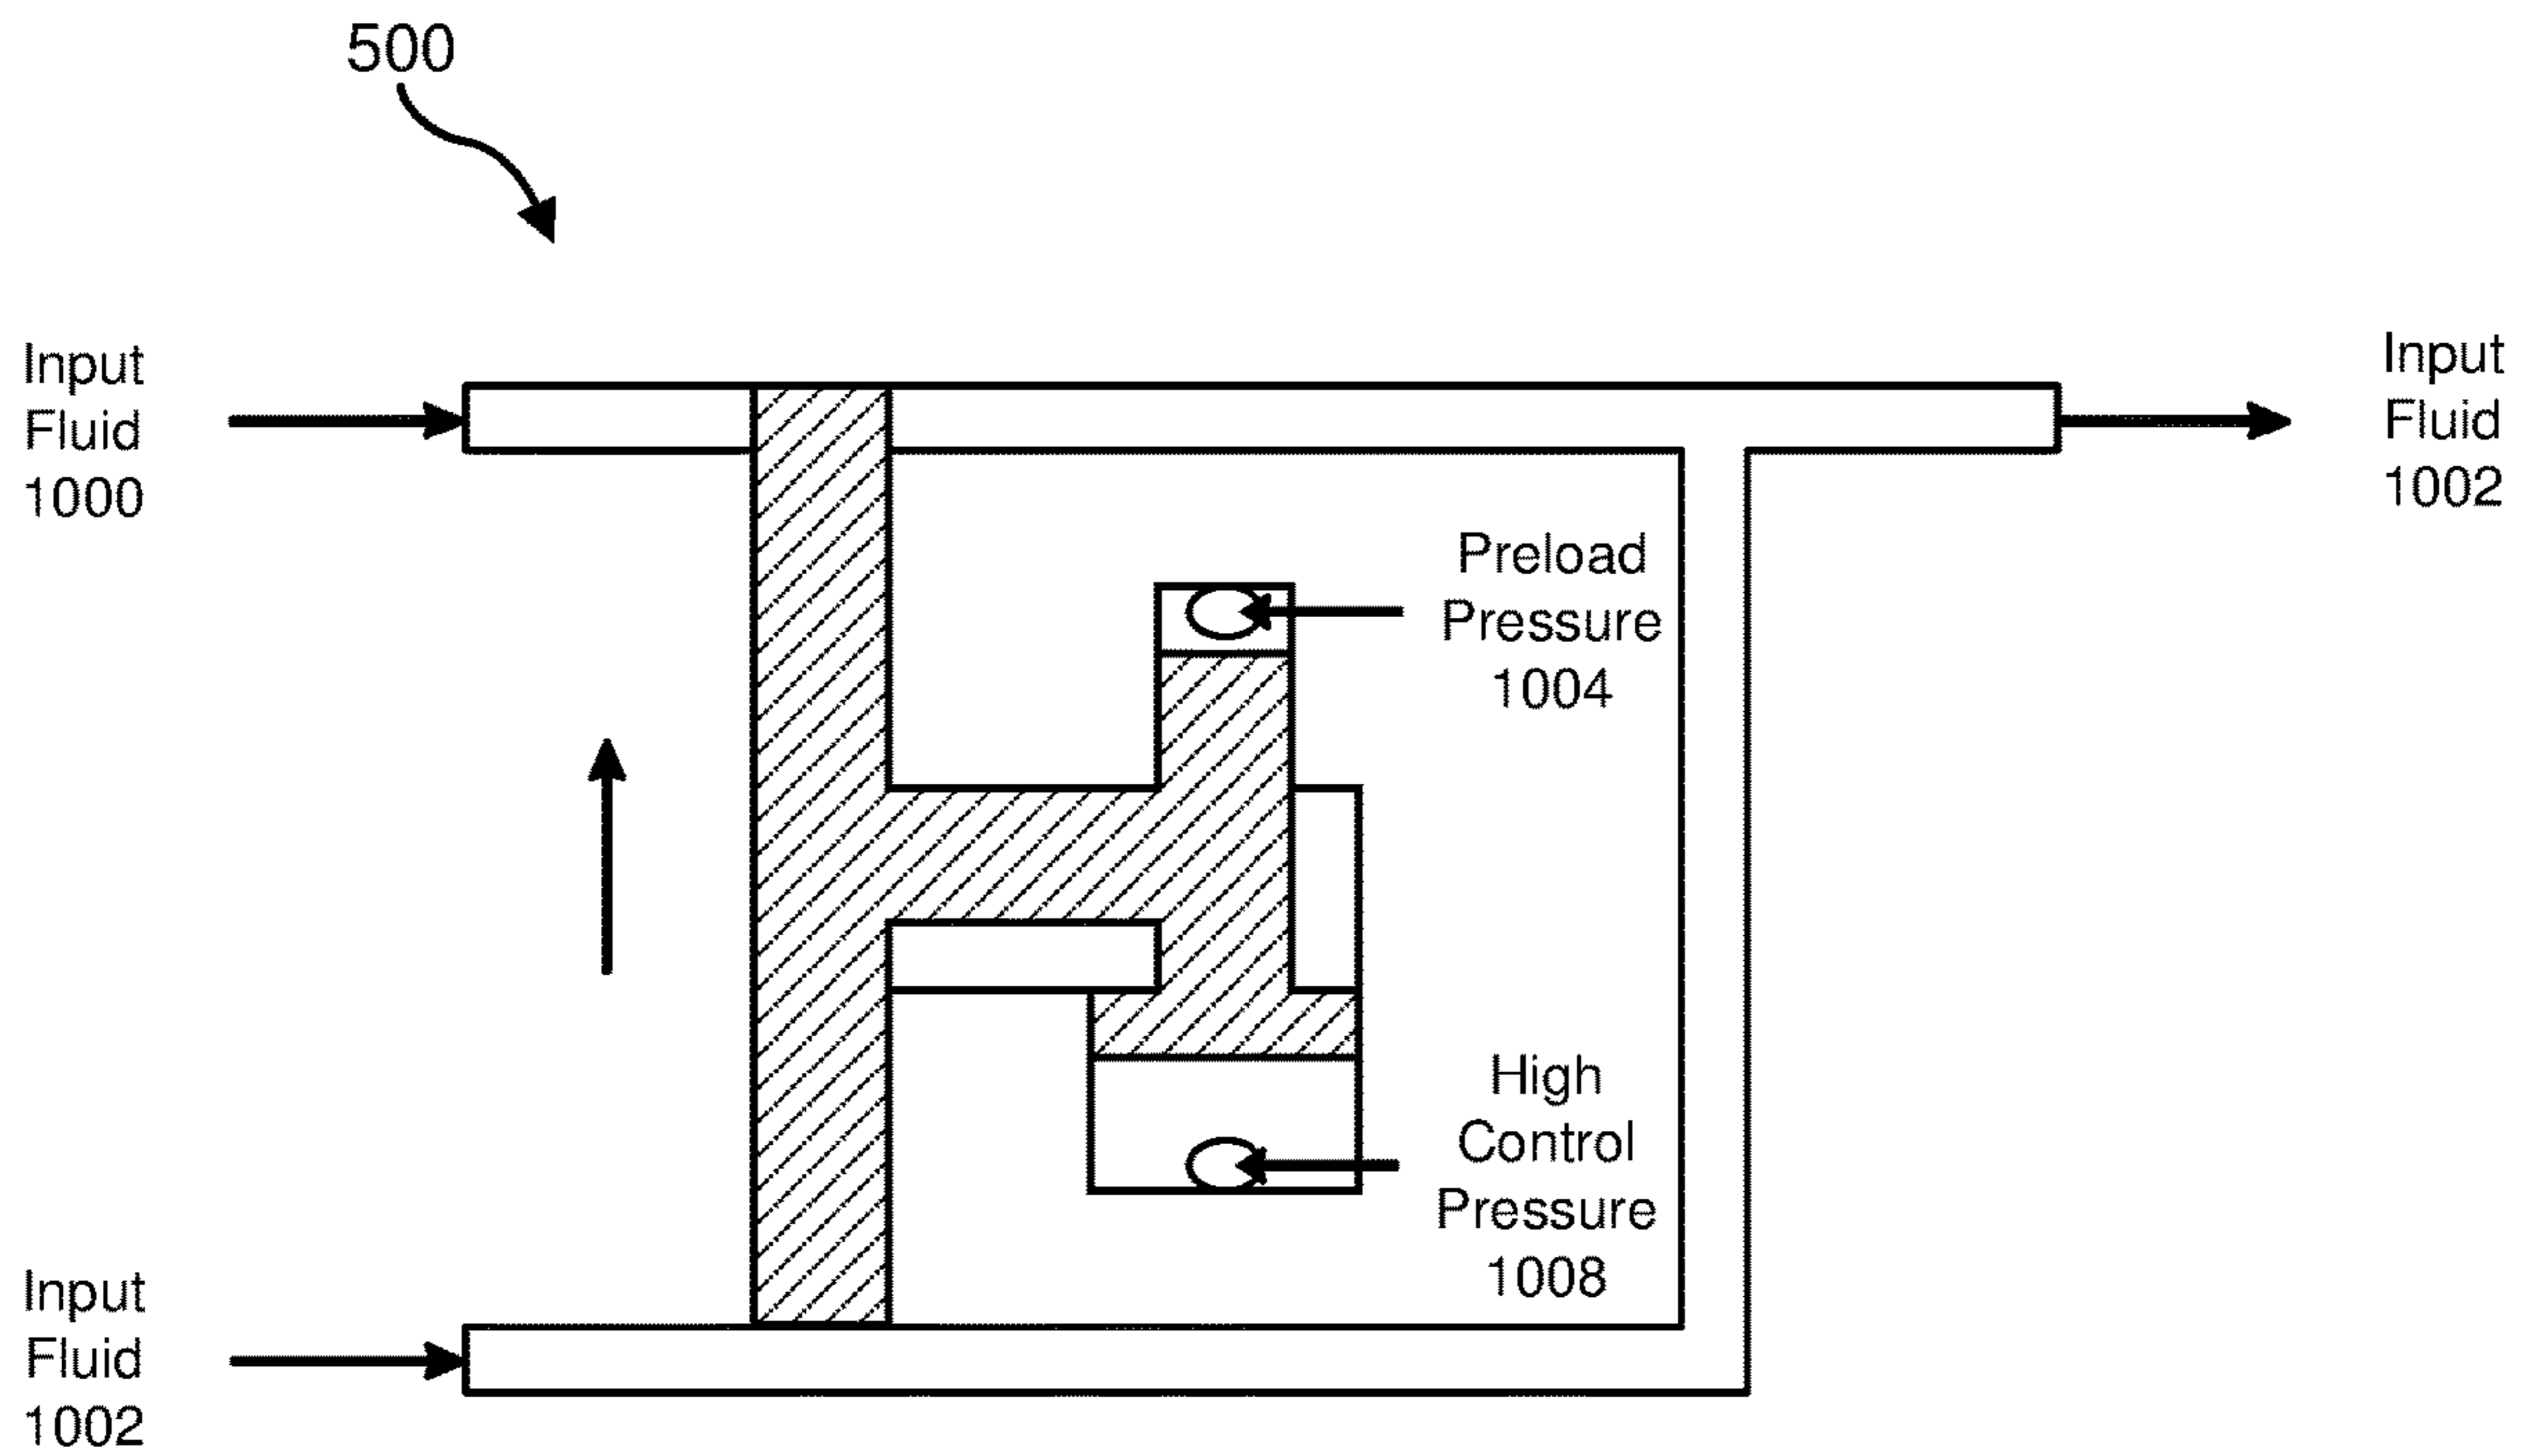 500
Input
Fluid
1000
Input
Fluid
1002
Preload
Pressure
1004
High
Control
Pressure
1008
Input
Fluid
1002